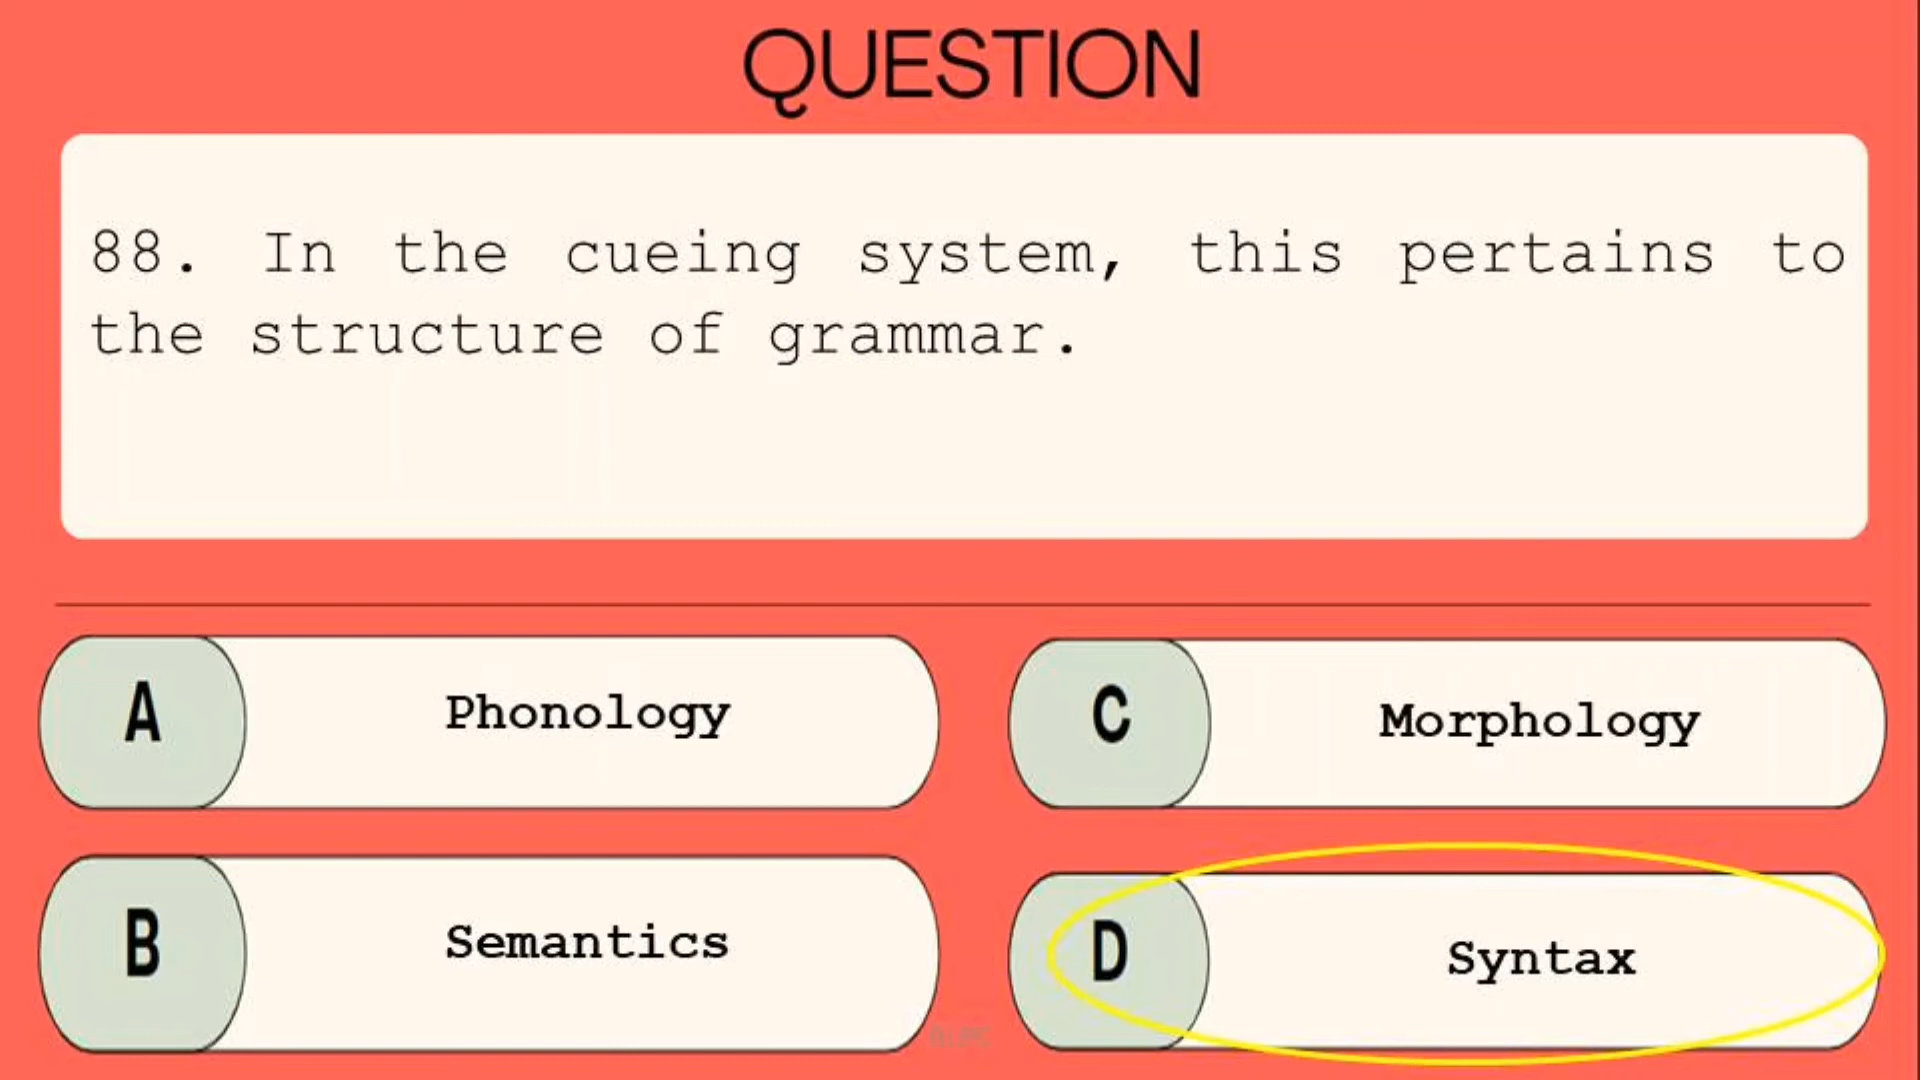 QUESTION
88. In the cueing system, this pertains to
the structure of grammar.
A Phonology
C Morphology
B Semantics
D Syntax